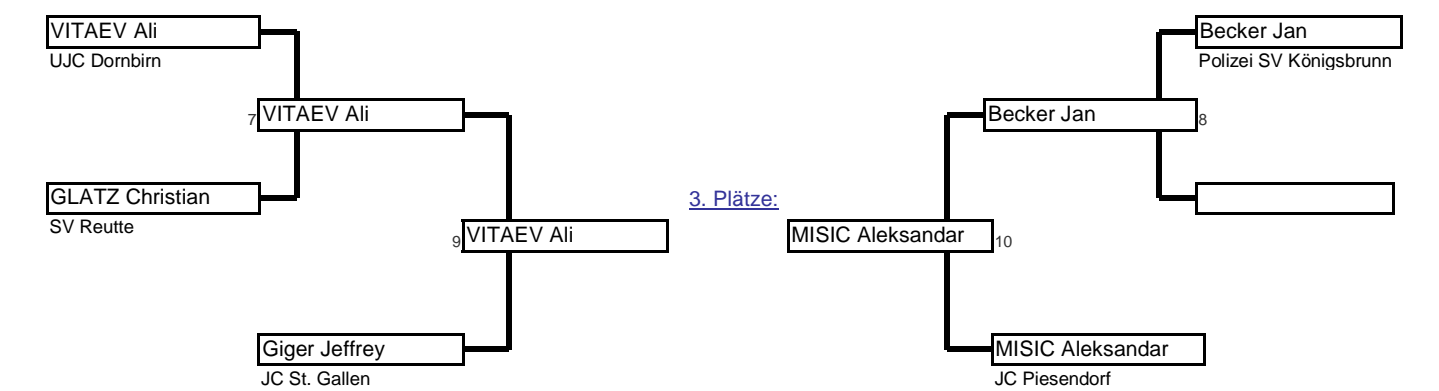 VITAEV Ali
UJC Dornbirn
Becker Jan
Polizei SV Königsbrunn
7 VITAEV Ali
Becker Jan 8
GLATZ Christian
SV Reutte
3. Plätze:
9 VITAEV Ali
MISIC Aleksandar 10
Giger Jeffrey
JC St. Gallen
MISIC Aleksandar
JC Piesendorf